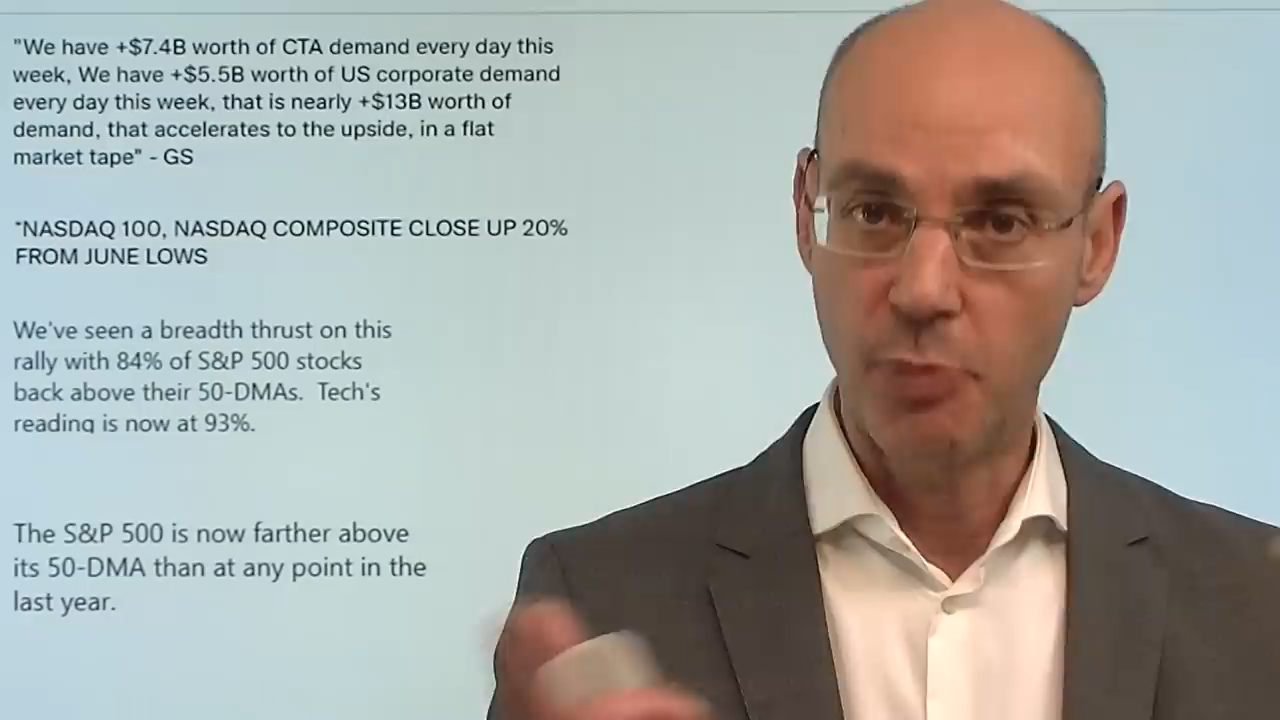 "We have +$7.4B worth of CTA demand every day this
week, We have +$5.5B worth of US corporate demand
every day this week, that is nearly +$13B worth of
demand, that accelerates to the upside, in a flat
market tape" - GS
*NASDAQ 100, NASDAQ COMPOSITE CLOSE UP 20%
FROM JUNE LOWS
We've seen a breadth thrust on this
rally with 84% of S&P 500 stocks
back above their 50-DMAs.  Tech's
reading is now at 93%.
The S&P 500 is now farther above
its 50-DMA than at any point in the
last year.